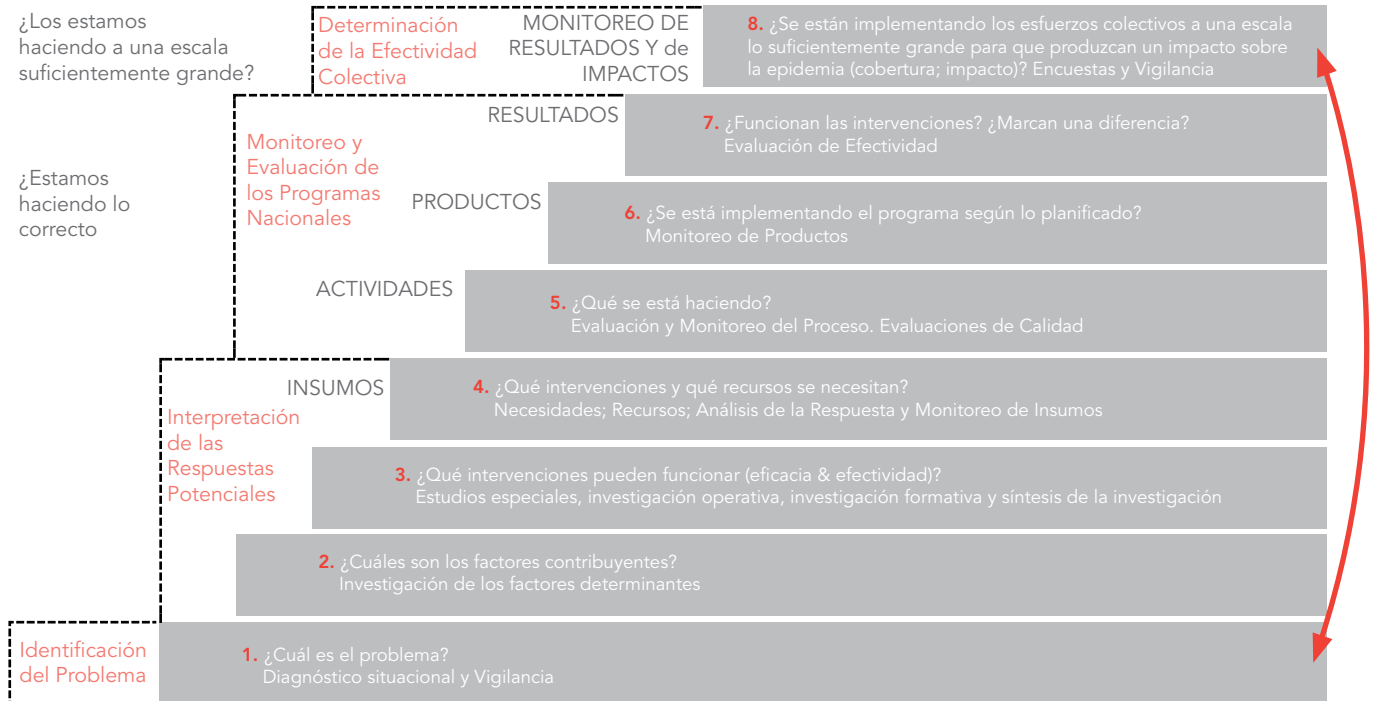 ¿Los estamos
haciendo a una escala
suficientemente grande?
Determinación
de la Efectividad
Colectiva
MONITOREO DE
RESULTADOS Y de
IMPACTOS
8. ¿Se están implementando los esfuerzos colectivos a una escala
lo suficientemente grande para que produzcan un impacto sobre
la epidemia (cobertura; impacto)? Encuestas y Vigilancia
¿Estamos
haciendo lo
correcto
Monitoreo y
Evaluación de
los Programas
Nacionales
RESULTADOS
7. ¿Funcionan las intervenciones? ¿Marcan una diferencia?
Evaluación de Efectividad
PRODUCTOS
6. ¿Se está implementando el programa según lo planificado?
Monitoreo de Productos
ACTIVIDADES
5. ¿Qué se está haciendo?
Evaluación y Monitoreo del Proceso. Evaluaciones de Calidad
Interpretación
de las
Respuestas
Potenciales
INSUMOS
4. ¿Qué intervenciones y qué recursos se necesitan?
Necesidades; Recursos; Análisis de la Respuesta y Monitoreo de Insumos
3. ¿Qué intervenciones pueden funcionar (eficacia & efectividad)?
Estudios especiales, investigación operativa, investigación formativa y síntesis de la investigación
2. ¿Cuáles son los factores contribuyentes?
Investigación de los factores determinantes
Identificación
del Problema
1. ¿Cuál es el problema?
Diagnóstico situacional y Vigilancia